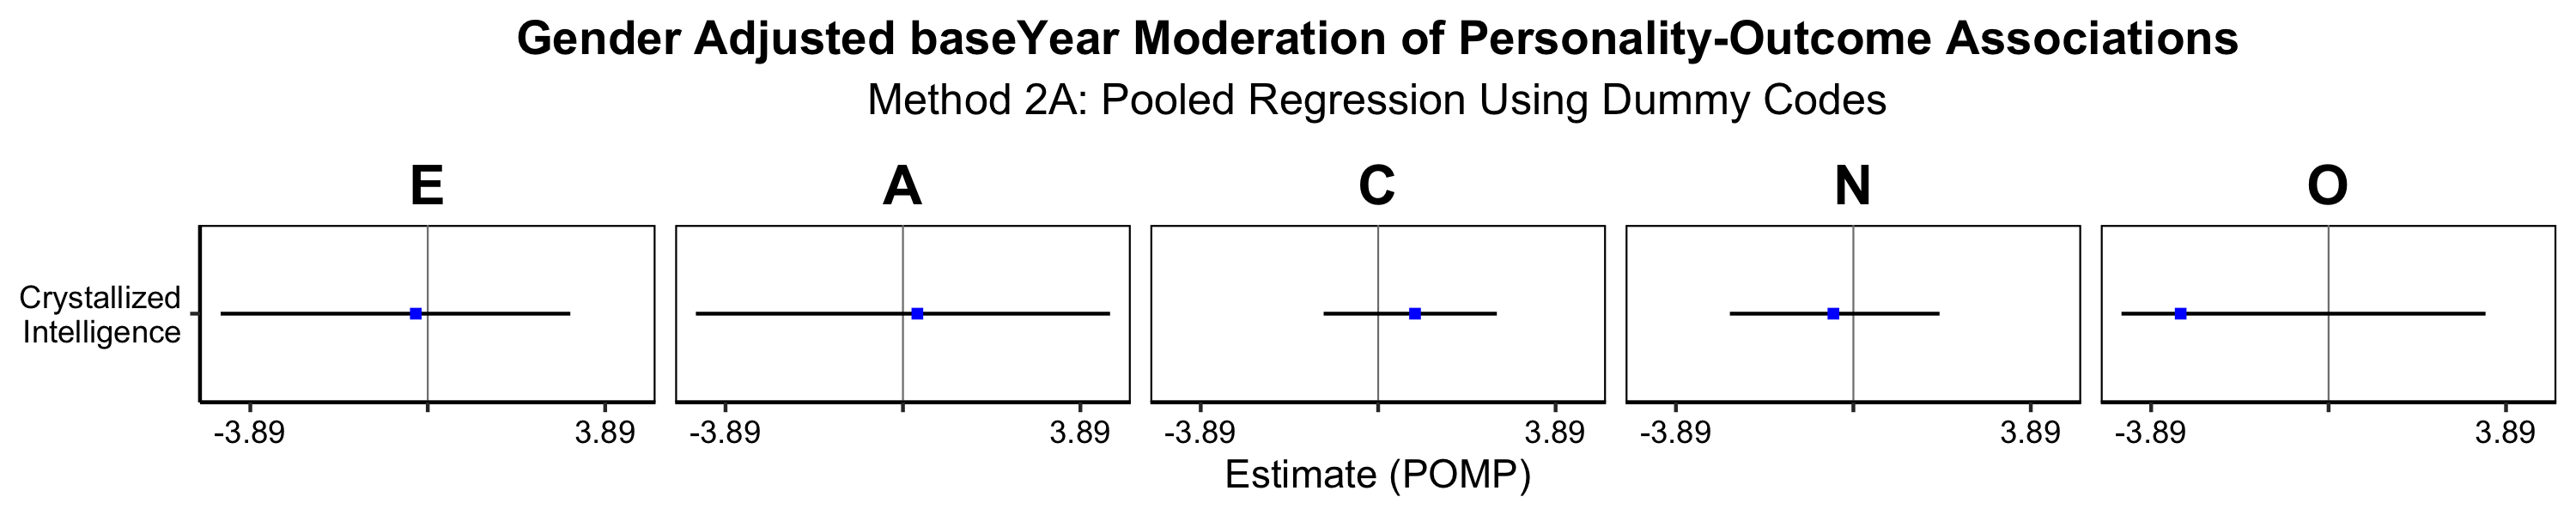 Gender Adjusted baseYear Moderation of Personality-Outcome Associations
Method 2A: Pooled Regression Using Dummy Codes
E A C N O
Crystallized
Intelligence
-3.89 3.89 -3.89 3.89 -3.89 3.89 -3.89 3.89 -3.89 3.89
Estimate (POMP)